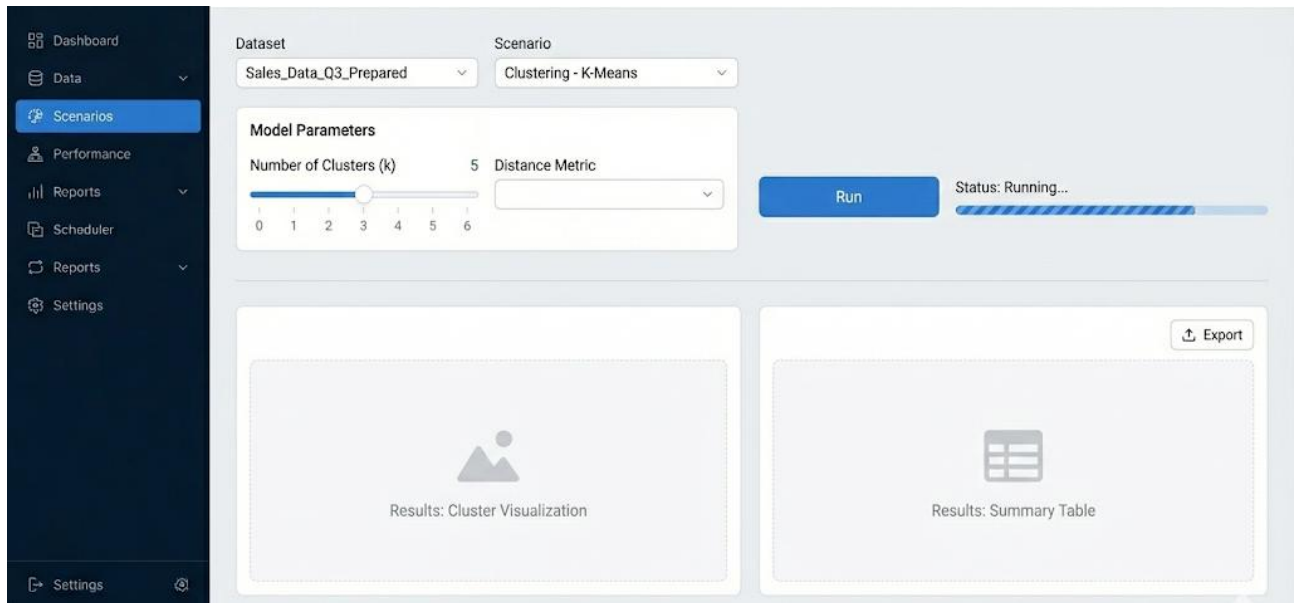 Dashboard
Data
Scenarios
Performance
Reports
Scheduler
Reports
Settings
Settings
Dataset
Scenario
Sales_Data_Q3_Prepared
Clustering - K-Means
Model Parameters
Number of Clusters (k) 5
Distance Metric
0 1 2 3 4 5 6
Run
Status: Running...
Results: Cluster Visualization
Export
Results: Summary Table